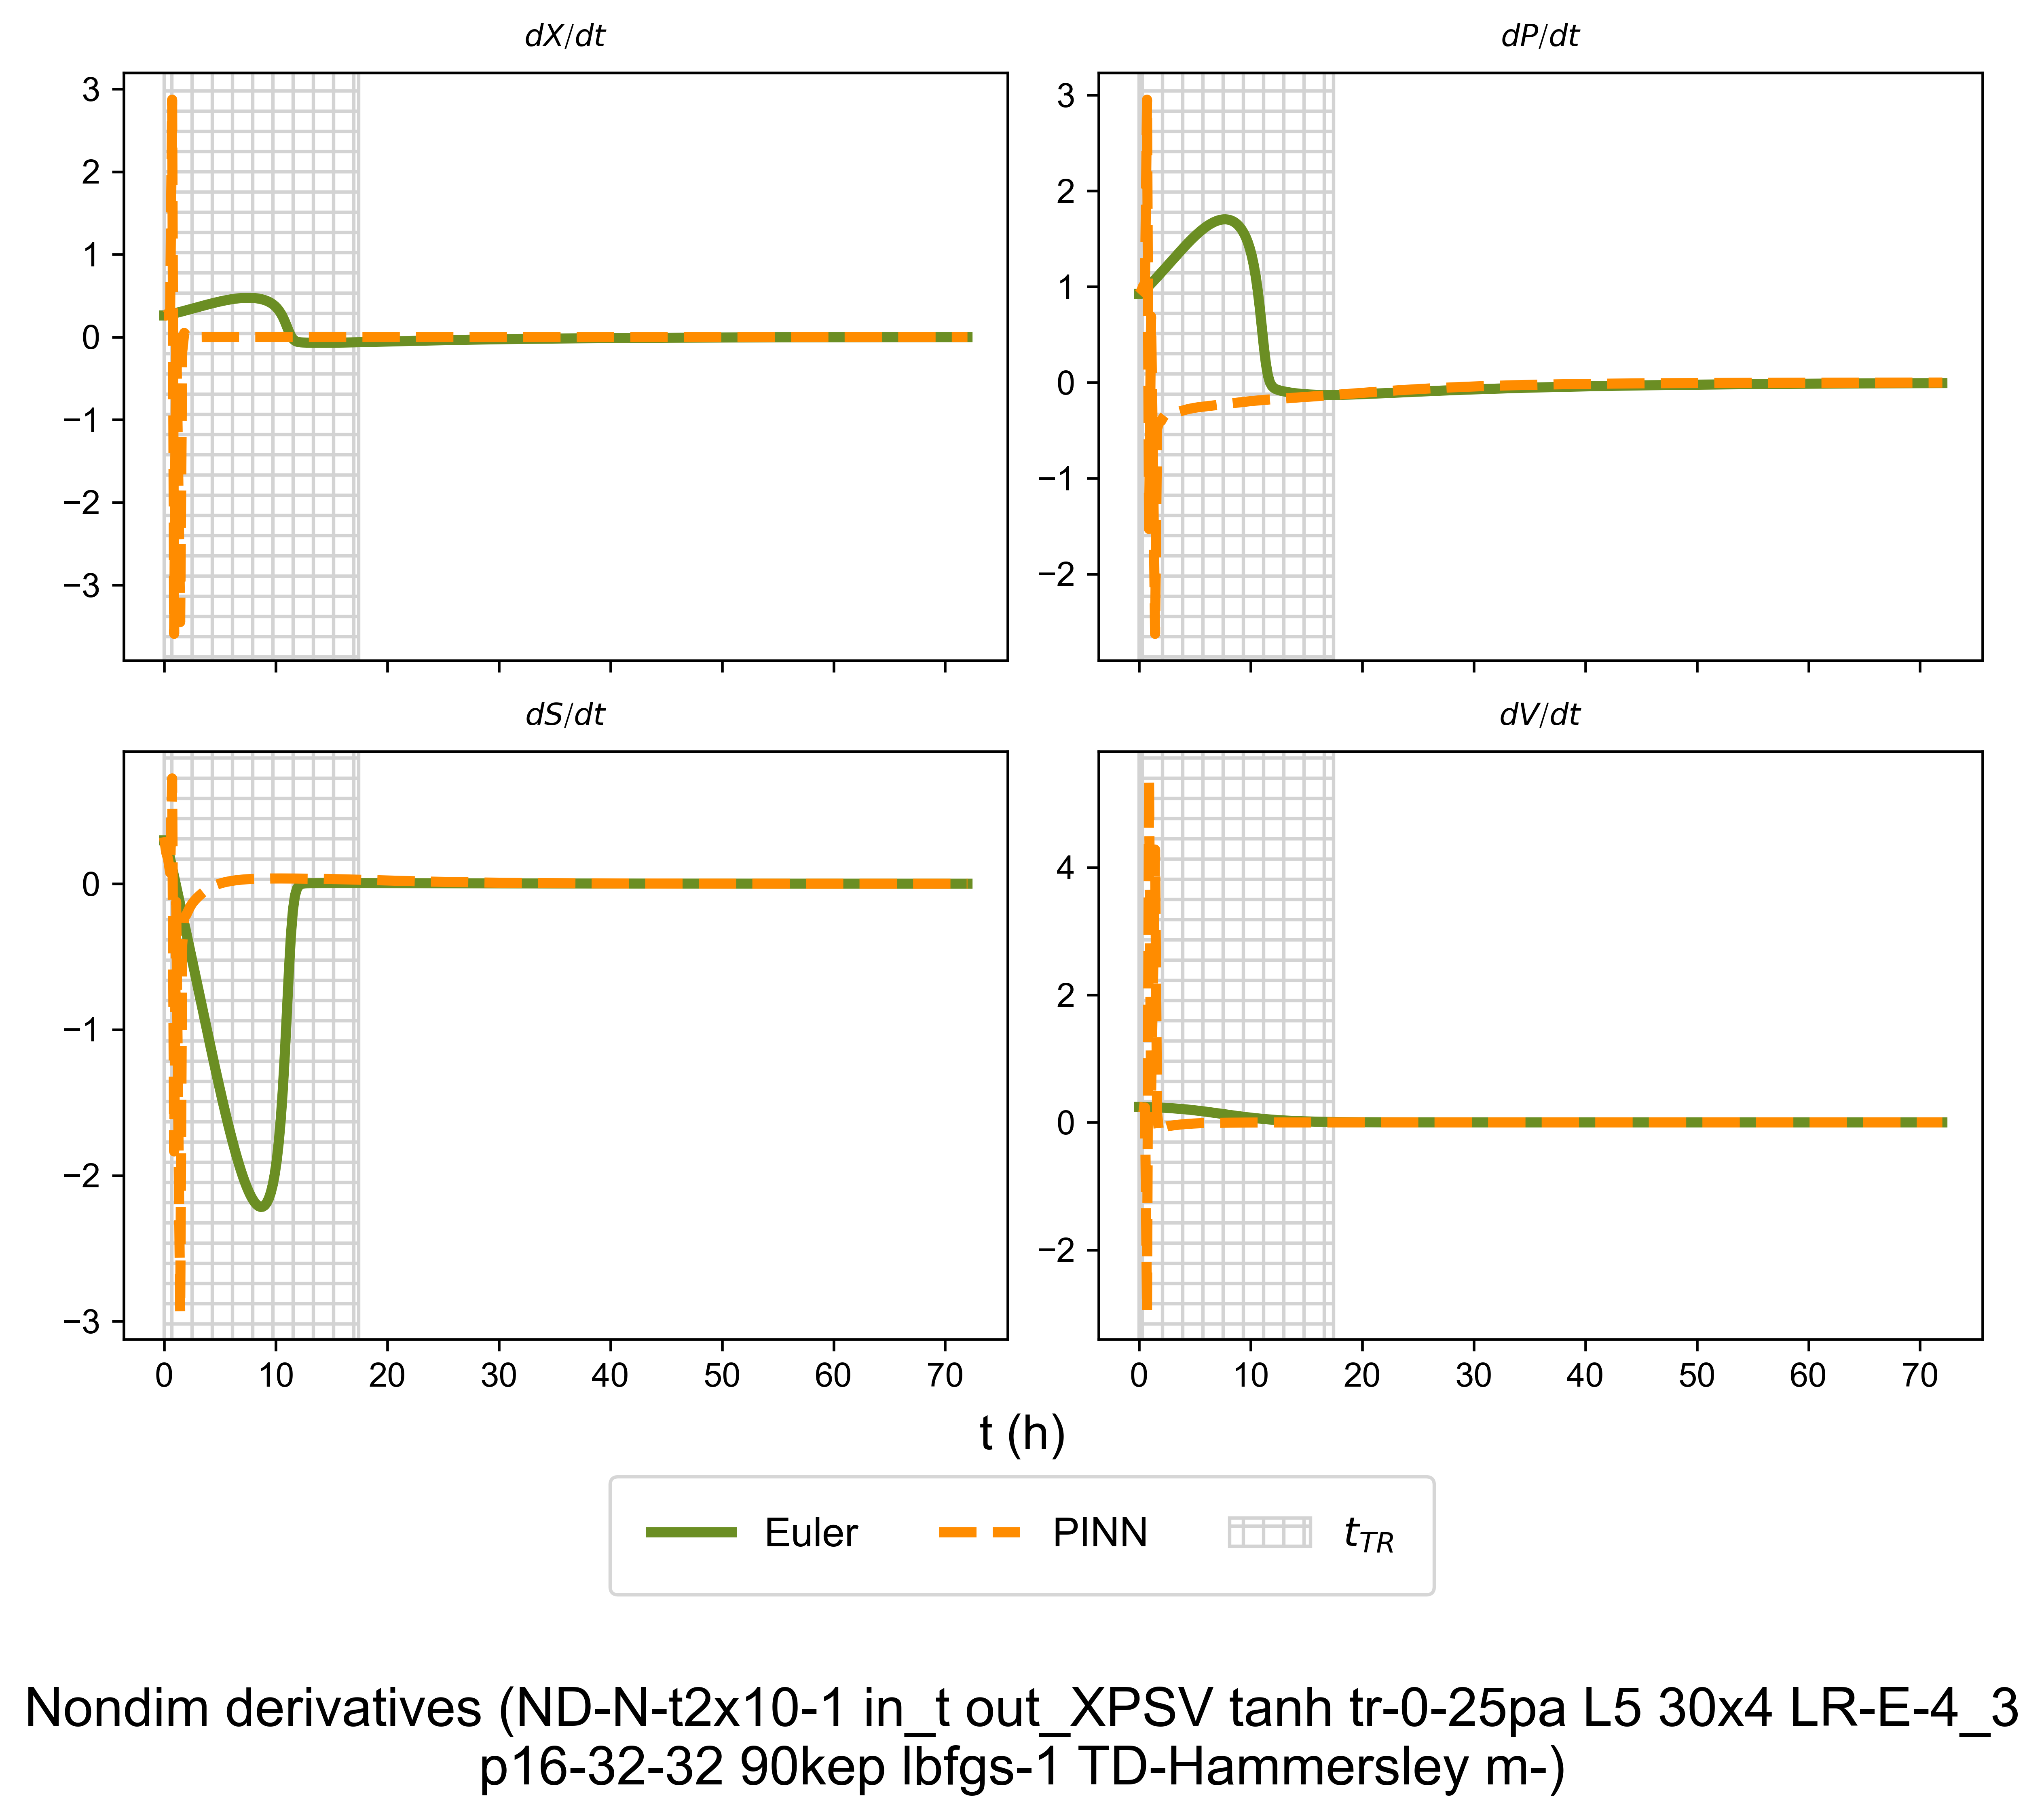 dX/dt
dP/dt
3
2
1
0
−1
−2
−3
3
2
1
0
−1
−2
dS/dt
dV/dt
0
−1
−2
−3
4
2
0
−2
0 10 20 30 40 50 60 70
0 10 20 30 40 50 60 70
t (h)
Euler PINN t_TR
Nondim derivatives (ND-N-t2x10-1 in_t out_XPSV tanh tr-0-25pa L5 30x4 LR-E-4_3
p16-32-32 90kep lbfgs-1 TD-Hammersley m-)